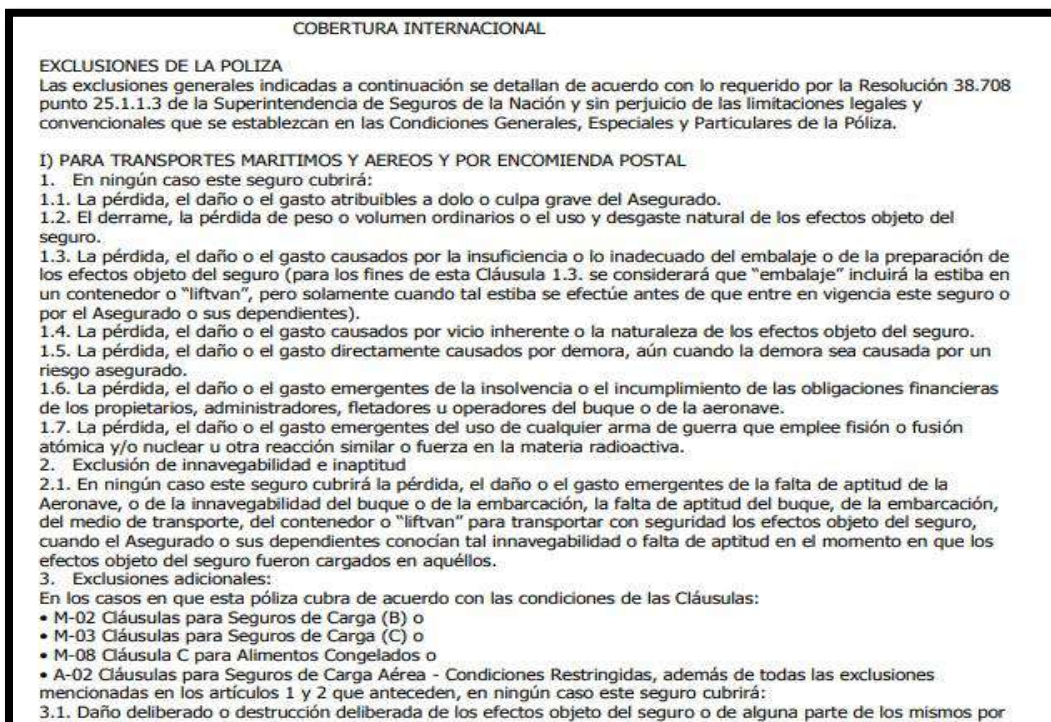 COBERTURA INTERNACIONAL
EXCLUSIONES DE LA POLIZA
Las exclusiones generales indicadas a continuación se detallan de acuerdo con lo requerido por la Resolución 38.708
punto 25.1.1.3 de la Superintendencia de Seguros de la Nación y sin perjuicio de las limitaciones legales y
convencionales que se establezcan en las Condiciones Generales, Especiales y Particulares de la Póliza.
I) PARA TRANSPORTES MARITIMOS Y AEREOS Y POR ENCOMIENDA POSTAL
1. En ningún caso este seguro cubrirá:
1.1. La pérdida, el daño o el gasto atribuibles a dolo o culpa grave del Asegurado.
1.2. El derrame, la pérdida de peso o volumen ordinarios o el uso y desgaste natural de los efectos objeto del
seguro.
1.3. La pérdida, el daño o el gasto causados por la insuficiencia o lo inadecuado del embalaje o de la preparación de
los efectos objeto del seguro (para los fines de esta Cláusula 1.3. se considerará que "embalaje" incluirá la estiba en
un contenedor o "liftvan", pero solamente cuando tal estiba se efectúe antes de que entre en vigencia este seguro o
por el Asegurado o sus dependientes).
1.4. La pérdida, el daño o el gasto causados por vicio inherente o la naturaleza de los efectos objeto del seguro.
1.5. La pérdida, el daño o el gasto directamente causados por demora, aún cuando la demora sea causada por un
riesgo asegurado.
1.6. La pérdida, el daño o el gasto emergentes de la insolvencia o el incumplimiento de las obligaciones financieras
de los propietarios, administradores, fletadores u operadores del buque o de la aeronave.
1.7. La pérdida, el daño o el gasto emergentes del uso de cualquier arma de guerra que emplee fisión o fusión
atómica y/o nuclear u otra reacción similar o fuerza en la materia radioactiva.
2. Exclusión de innavegabilidad e inaptitud
2.1. En ningún caso este seguro cubrirá la pérdida, el daño o el gasto emergentes de la falta de aptitud de la
Aeronave, o de la innavegabilidad del buque o de la embarcación, la falta de aptitud del buque, de la embarcación,
del medio de transporte, del contenedor o "liftvan" para transportar con seguridad los efectos objeto del seguro,
cuando el Asegurado o sus dependientes conocían tal innavegabilidad o falta de aptitud en el momento en que los
efectos objeto del seguro fueron cargados en aquéllos.
3. Exclusiones adicionales:
En los casos en que esta póliza cubra de acuerdo con las condiciones de las Cláusulas:
• M-02 Cláusulas para Seguros de Carga (B) o
• M-03 Cláusulas para Seguros de Carga (C) o
• M-08 Cláusula C para Alimentos Congelados o
• A-02 Cláusulas para Seguros de Carga Aérea - Condiciones Restringidas, además de todas las exclusiones
mencionadas en los artículos 1 y 2 que anteceden, en ningún caso este seguro cubrirá:
3.1. Daño deliberado o destrucción deliberada de los efectos objeto del seguro o de alguna parte de los mismos por